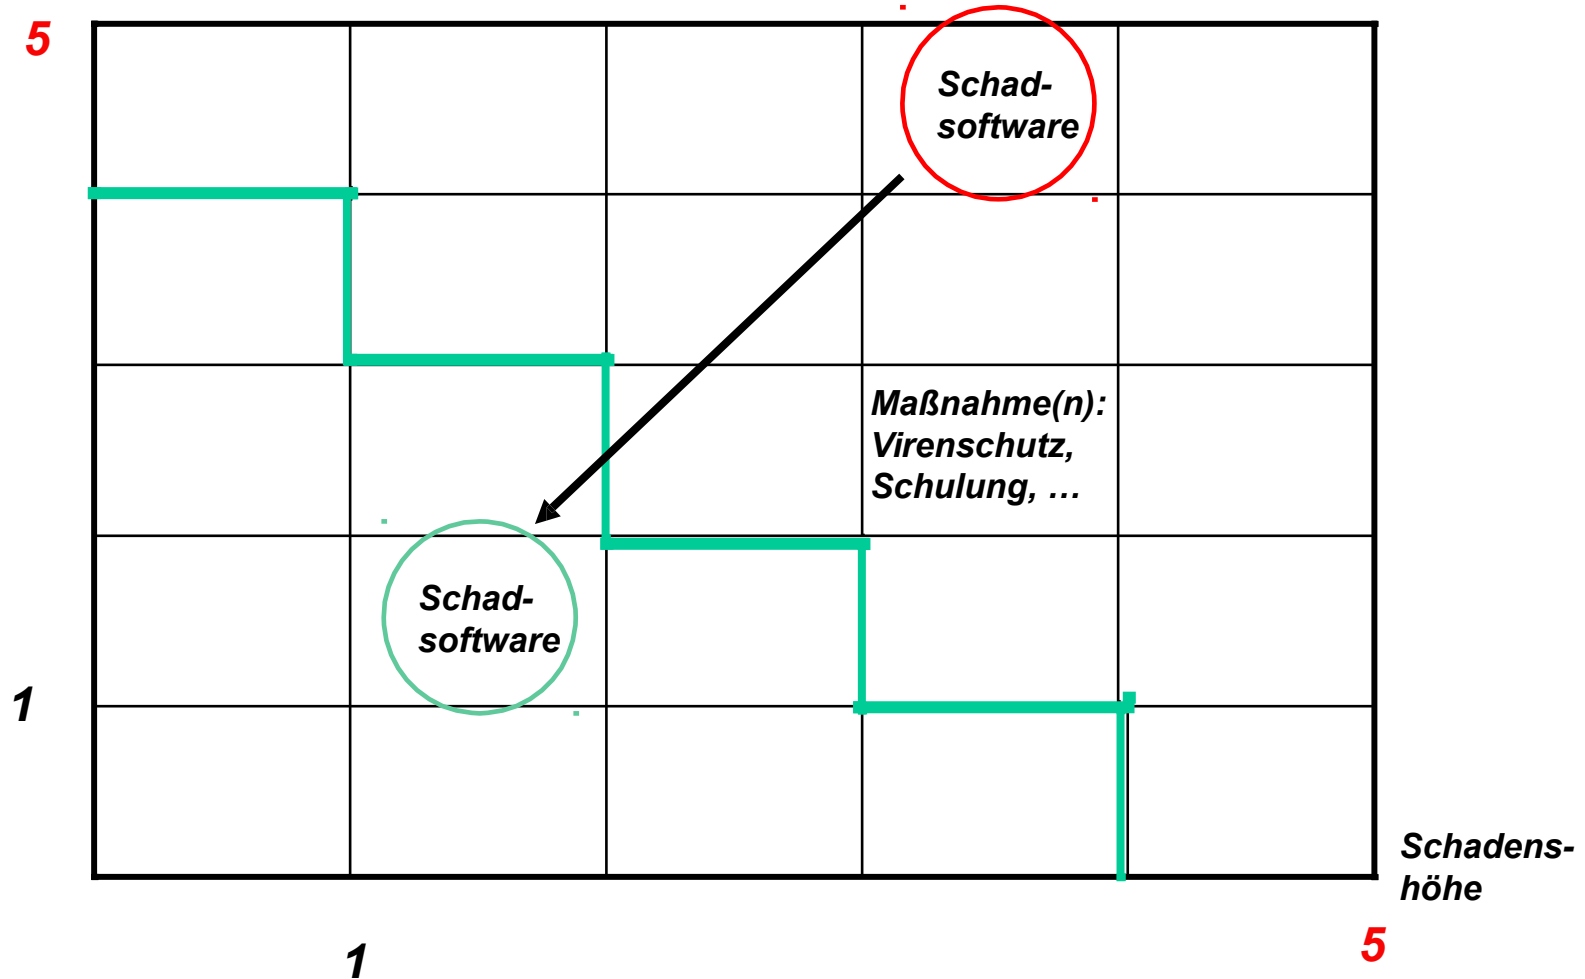 5
Schad-
software
Maßnahme(n):
Virenschutz,
Schulung, …
Schad-
software
1
Schadens-
höhe
5
1